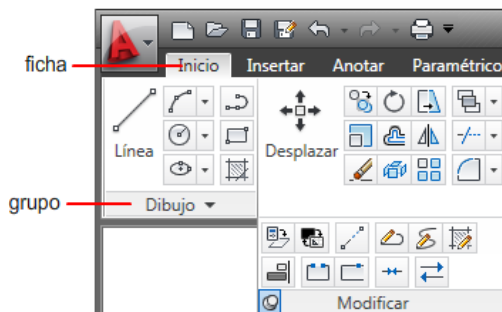 ficha
Inicio Insertar Anotar Paramétrico
Línea
Desplazar
grupo
Dibujo
Modificar